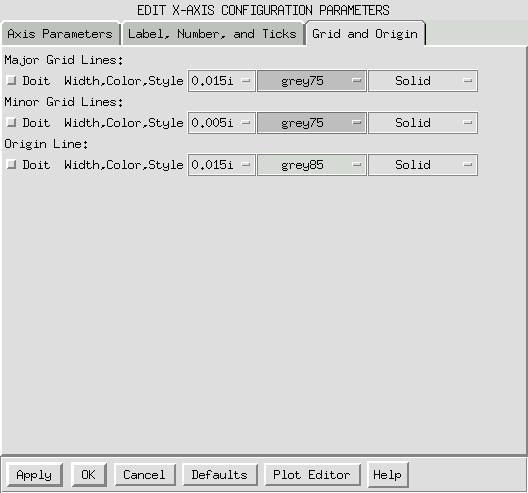 EDIT X-AXIS CONFIGURATION PARAMETERS
Axis Parameters Label, Number, and Ticks Grid and Origin
Major Grid Lines:
Doit Width,Color,Style 0.015i grey75 Solid
Minor Grid Lines:
Doit Width,Color,Style 0.005i grey75 Solid
Origin Line:
Doit Width,Color,Style 0.015i grey85 Solid
Apply OK Cancel Defaults Plot Editor Help